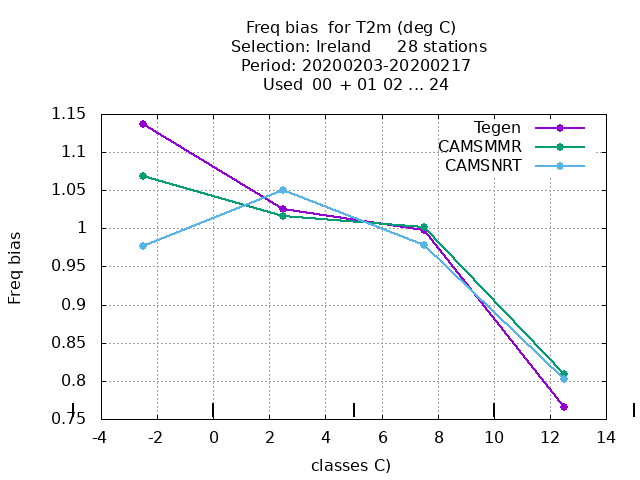 Freq bias  for T2m (deg C)
Selection: Ireland     28 stations
Period: 20200203-20200217
Used  00 + 01 02 ... 24
1.15
1.1
1.05
1
0.95
0.9
0.85
0.8
0.75
Freq bias
Tegen
CAMSMMR
CAMSNRT
-4 -2 0 2 4 6 8 10 12 14
classes C)